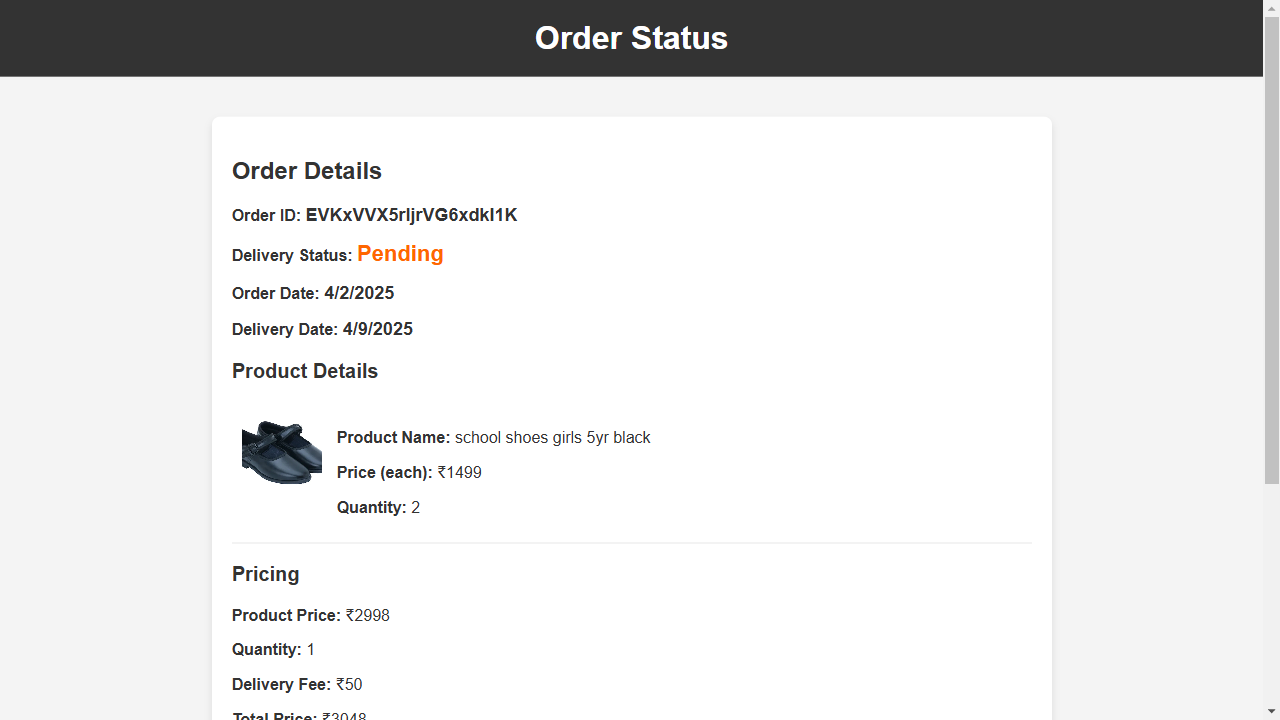 Order Status
Order Details
Order ID: EVKxVVX5rIjrVG6xdkI1K
Delivery Status: Pending
Order Date: 4/2/2025
Delivery Date: 4/9/2025
Product Details
Product Name: school shoes girls 5yr black
Price (each): ₹1499
Quantity: 2
Pricing
Product Price: ₹2998
Quantity: 1
Delivery Fee: ₹50
Total Price: ₹3048